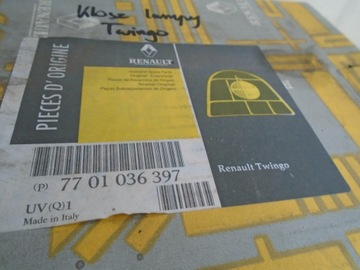 Klosz lampy
Twingo
PIECES D'ORIGINE
RENAULT
Renault Twingo
(P) 77 01 036 397
UV (Q) 1
Made in Italy